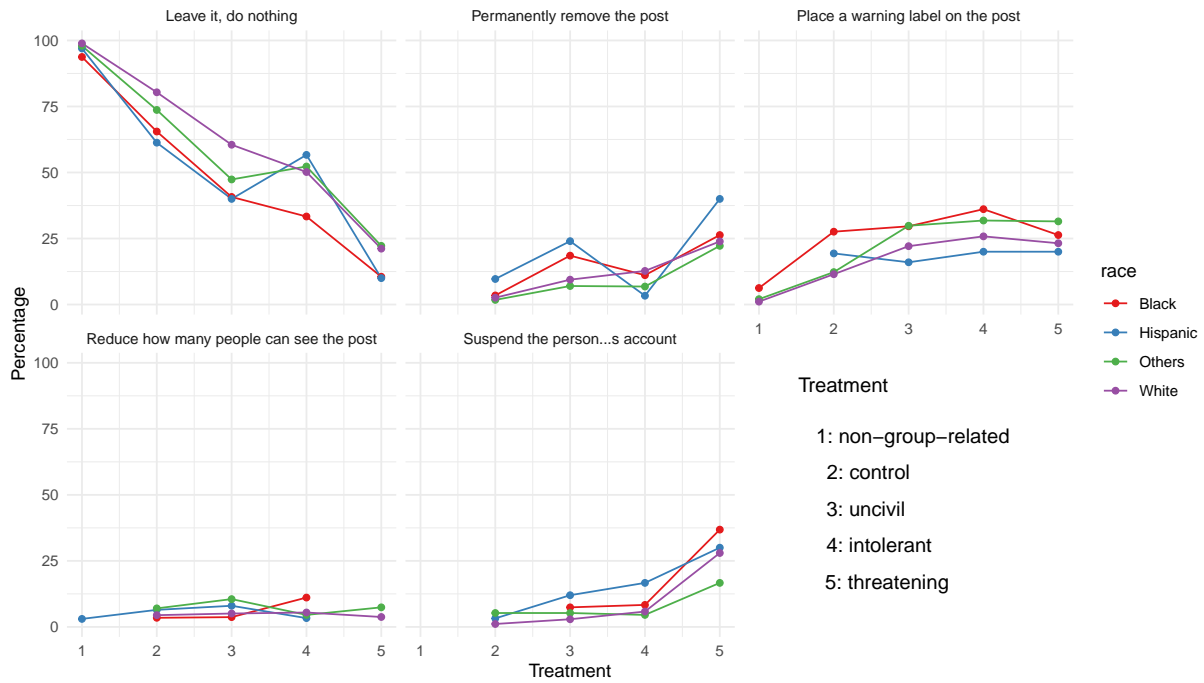 Leave it, do nothing
Permanently remove the post
Place a warning label on the post
100
75
50
25
0
1 2 3 4 5
Reduce how many people can see the post
Suspend the person...s account
100
75
50
25
0
1 2 3 4 5
1 2 3 4 5
Percentage
Treatment
race
Black
Hispanic
Others
White
Treatment
1: non−group−related
2: control
3: uncivil
4: intolerant
5: threatening